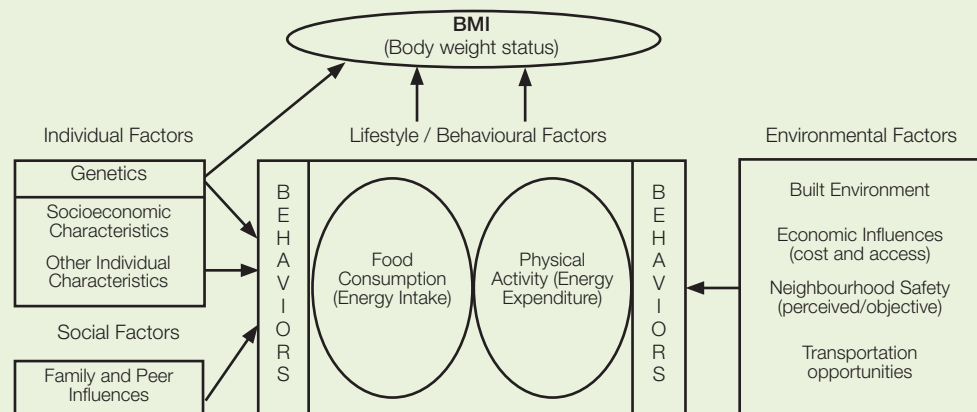 BMI
(Body weight status)
Individual Factors
Lifestyle / Behavioural Factors
Environmental Factors
Genetics
Socioeconomic
Characteristics
Other Individual
Characteristics
Social Factors
Family and Peer
Influences
BEHAVIORS
Food
Consumption
(Energy Intake)
Physical
Activity (Energy
Expenditure)
BEHAVIORS
Built Environment
Economic Influences
(cost and access)
Neighbourhood Safety
(perceived/objective)
Transportation
opportunities